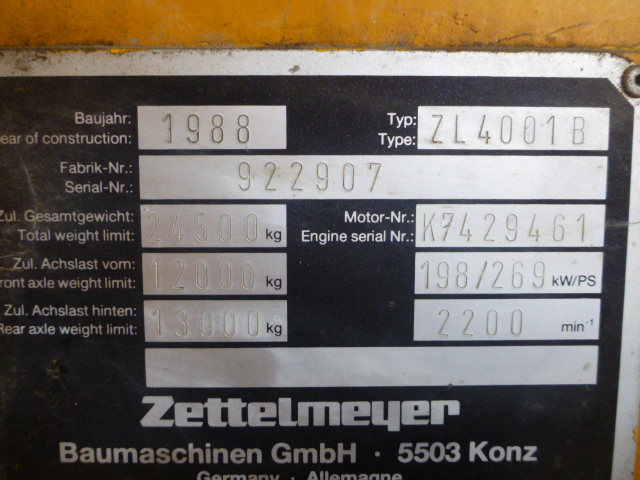 Baujahr: 1988 Typ: ZL4001B
ear of construction: Type:
Fabrik-Nr.: 922907
Serial-Nr.:
Zul. Gesamtgewicht: 24500 kg Motor-Nr.: K7429461
Total weight limit: Engine serial Nr.:
Zul. Achslast vorn: 12000 kg 198/269 kW/PS
ront axle weight limit:
Zul. Achslast hinten: 13000 kg 2200 min⁻¹
Rear axle weight limit:
Zettelmeyer
Baumaschinen GmbH · 5503 Konz
Germany · Allemagne